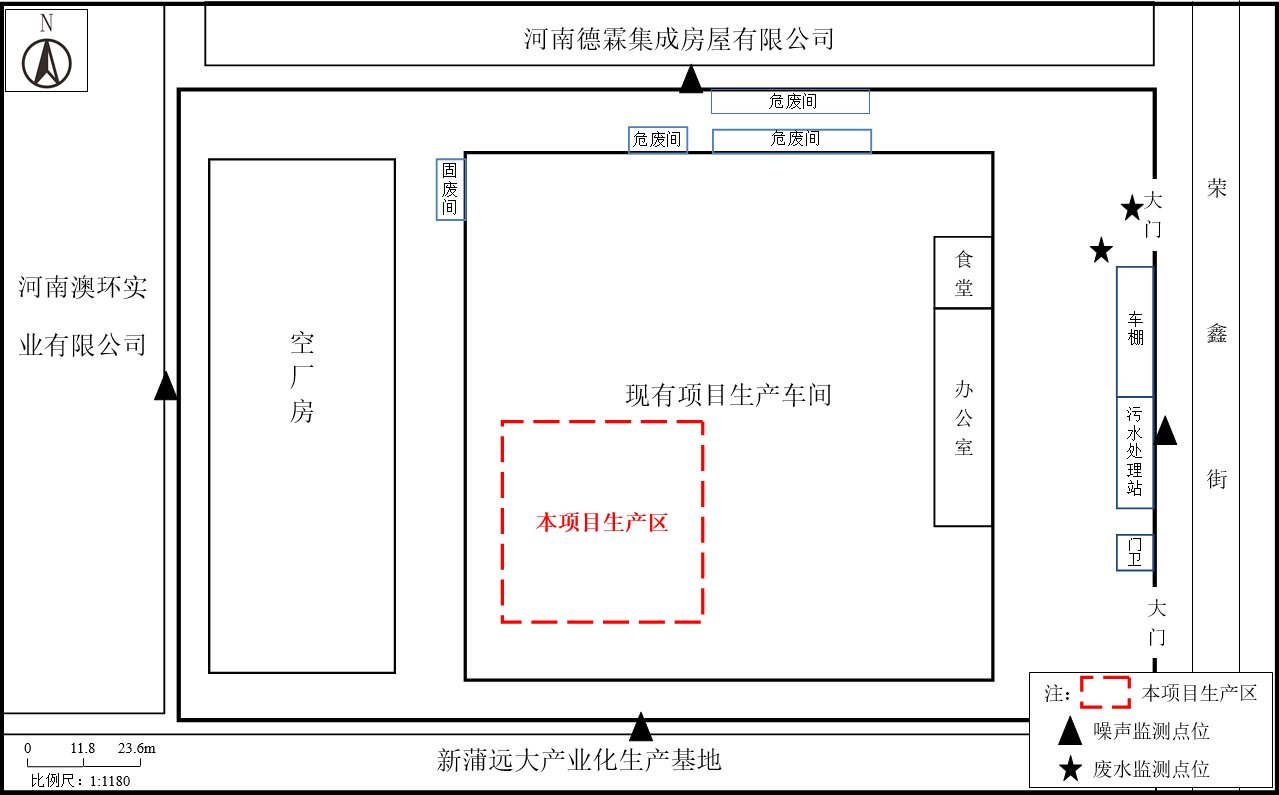 N
河南德霖集成房屋有限公司
危废间
危废间
危废间
固废间
大门
荣鑫街
食堂
河南澳环实
业有限公司
车棚
空厂房
现有项目生产车间
办公室
污水处理站
本项目生产区
门卫
大门
注：
本项目生产区
噪声监测点位
废水监测点位
0 11.8 23.6m
比例尺：1:1180
新蒲远大产业化生产基地